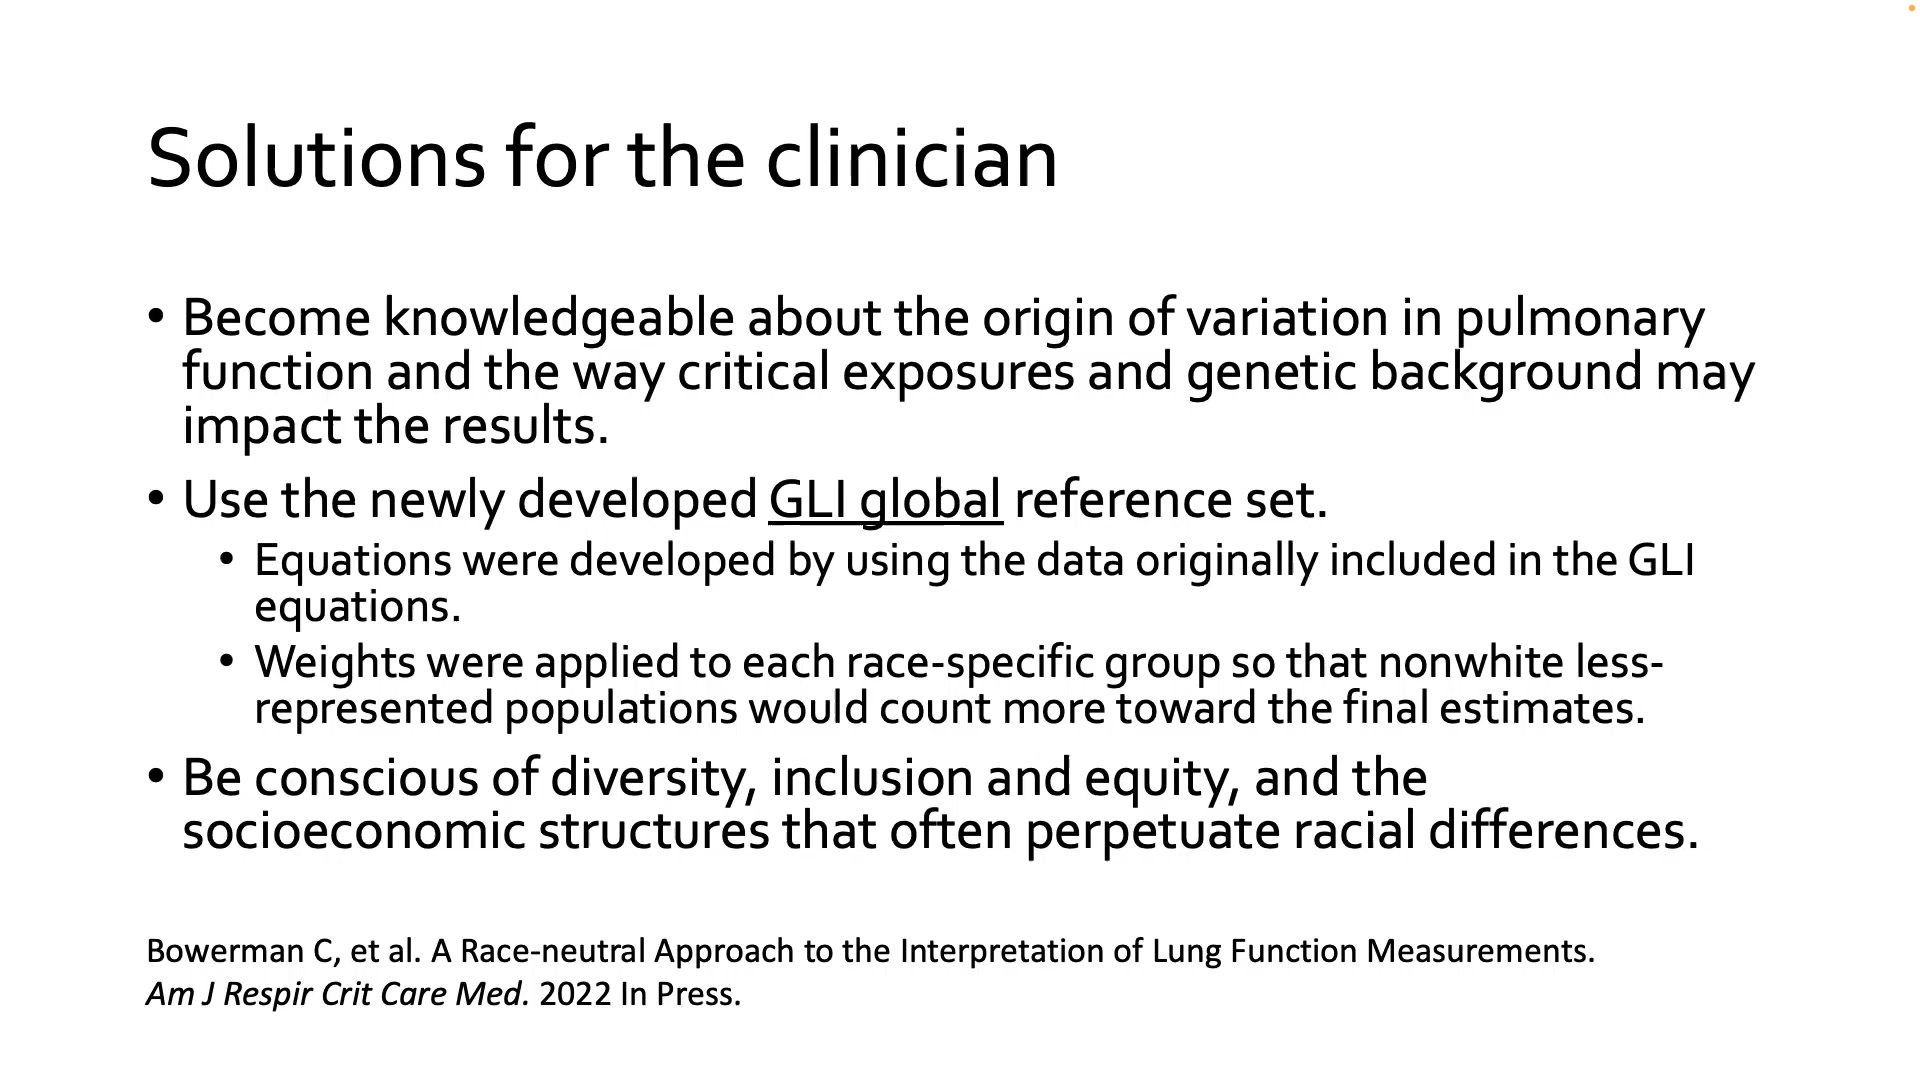 Solutions for the clinician
• Become knowledgeable about the origin of variation in pulmonary
function and the way critical exposures and genetic background may
impact the results.
• Use the newly developed GLI global reference set.
• Equations were developed by using the data originally included in the GLI
equations.
• Weights were applied to each race-specific group so that nonwhite less-
represented populations would count more toward the final estimates.
• Be conscious of diversity, inclusion and equity, and the
socioeconomic structures that often perpetuate racial differences.
Bowerman C, et al. A Race-neutral Approach to the Interpretation of Lung Function Measurements.
Am J Respir Crit Care Med. 2022 In Press.